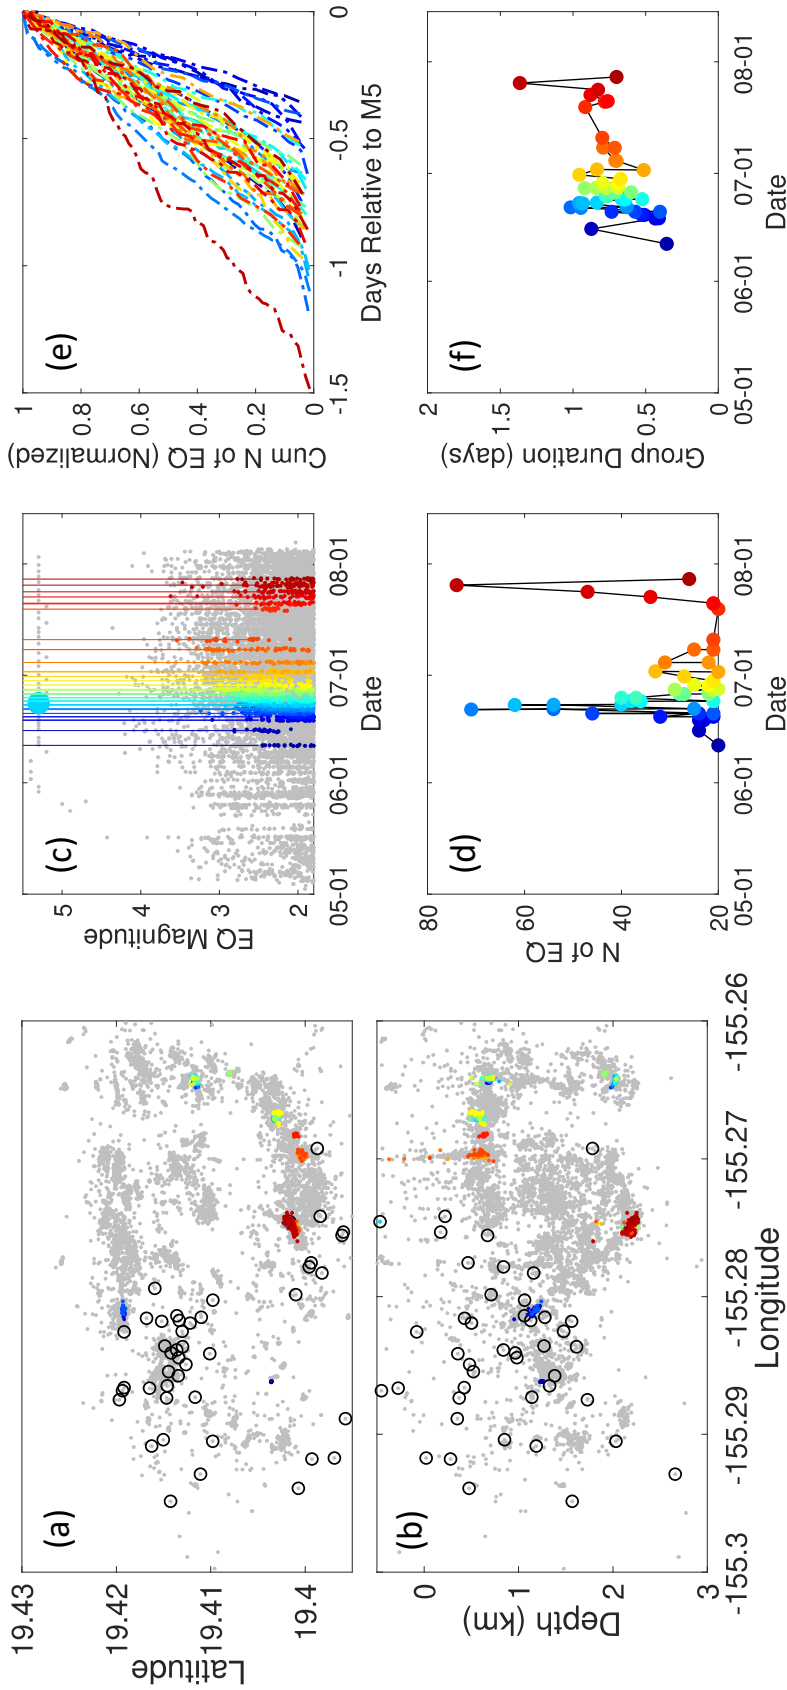 (a)
19.43
19.42
19.41
19.4
Latitude
(b)
0
1
2
3
Depth (km)
-155.3
-155.29
-155.28
-155.27
-155.26
Longitude
(c)
5
4
3
2
EQ Magnitude
05-01
06-01
07-01
08-01
Date
(d)
80
60
40
20
N of EQ
05-01
06-01
07-01
08-01
Date
(e)
1
0.8
0.6
0.4
0.2
0
Cum N of EQ (Normalized)
-1.5
-1
-0.5
0
Days Relative to M5
(f)
2
1.5
1
0.5
0
Group Duration (days)
05-01
06-01
07-01
08-01
Date